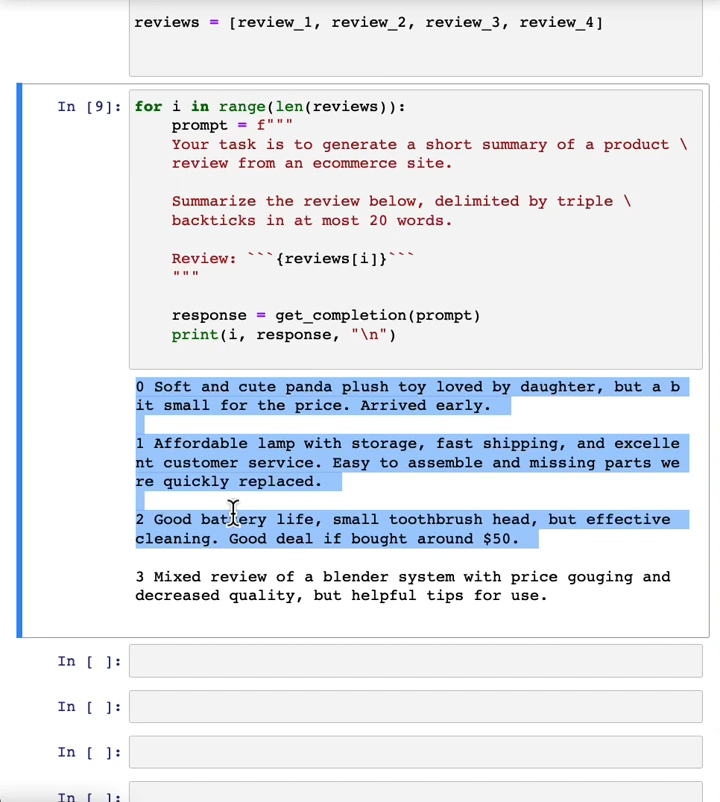 reviews = [review_1, review_2, review_3, review_4]
In [9]: for i in range(len(reviews)):
    prompt = f"""
    Your task is to generate a short summary of a product \
    review from an ecommerce site.

    Summarize the review below, delimited by triple \
    backticks in at most 20 words.

    Review: ```{reviews[i]}```
    """

    response = get_completion(prompt)
    print(i, response, "\n")
0 Soft and cute panda plush toy loved by daughter, but a b
it small for the price. Arrived early.

1 Affordable lamp with storage, fast shipping, and excelle
nt customer service. Easy to assemble and missing parts we
re quickly replaced.

2 Good battery life, small toothbrush head, but effective
cleaning. Good deal if bought around $50.

3 Mixed review of a blender system with price gouging and
decreased quality, but helpful tips for use.

In [ ]:
In [ ]:
In [ ]:
In [ ]: